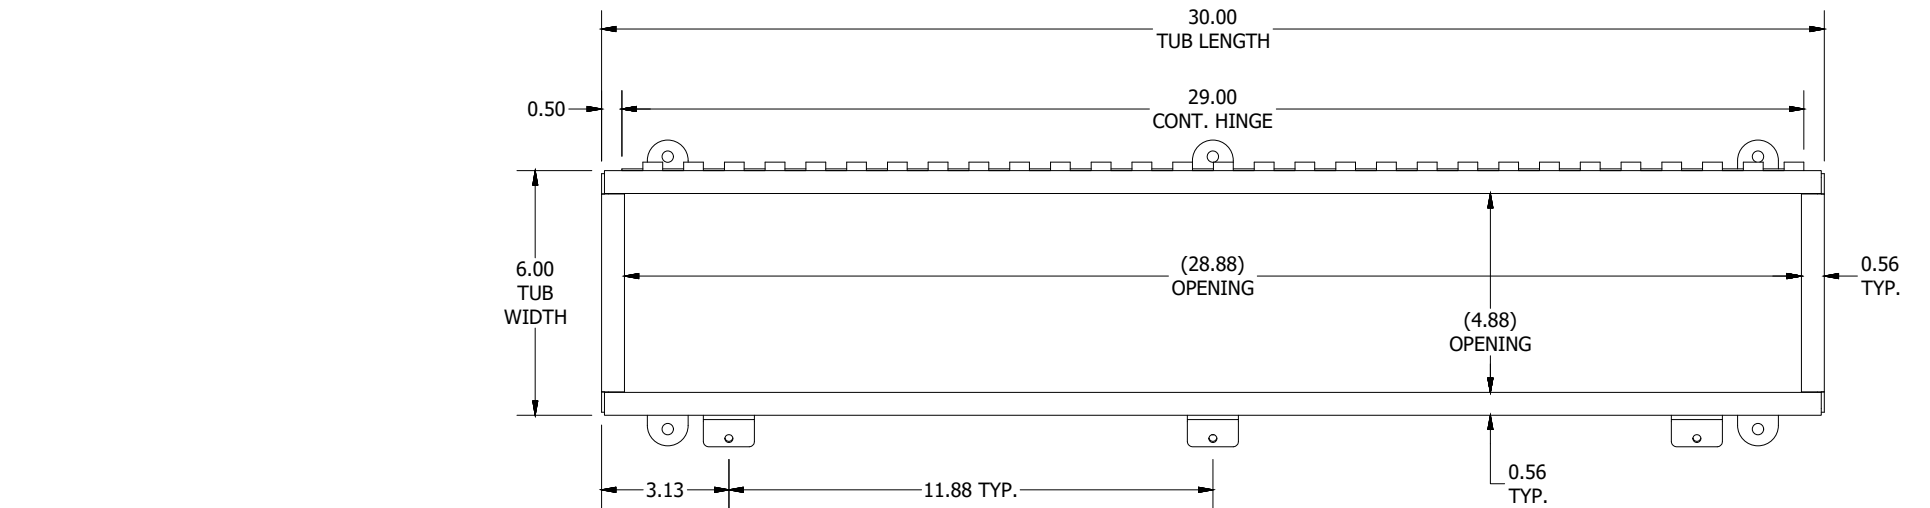 30.00
TUB LENGTH
0.50
29.00
CONT. HINGE
6.00
TUB
WIDTH
(28.88)
OPENING
0.56
TYP.
(4.88)
OPENING
3.13
11.88 TYP.
0.56
TYP.